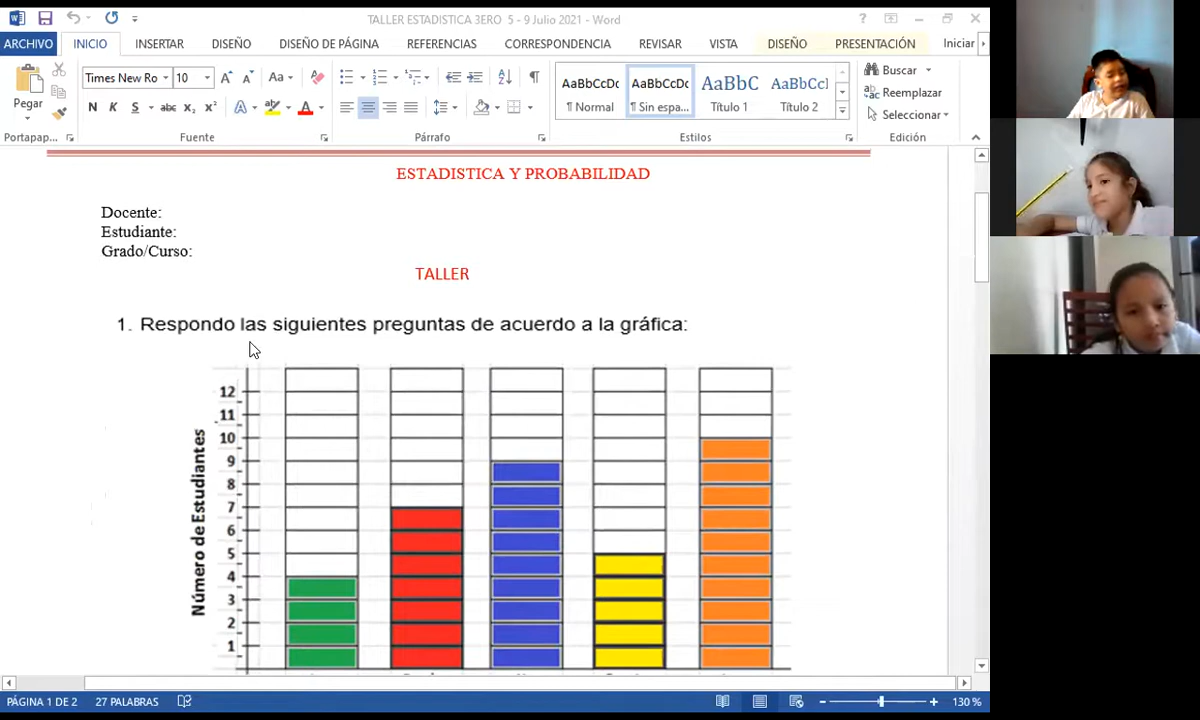 TALLER ESTADISTICA 3ERO 5 - 9 Julio 2021 - Word
ARCHIVO INICIO INSERTAR DISEÑO DISEÑO DE PÁGINA REFERENCIAS CORRESPONDENCIA REVISAR VISTA DISEÑO PRESENTACIÓN Iniciar
Pegar
Portapap...
Times New Ro 10
N K S abc x₂ x²
Fuente
Párrafo
AaBbCcDc AaBbCcDc AaBbC AaBbCcl
¶ Normal ¶ Sin espa... Título 1 Título 2
Estilos
Buscar
Reemplazar
Seleccionar
Edición
ESTADISTICA Y PROBABILIDAD
Docente:
Estudiante:
Grado/Curso:
TALLER
1. Respondo las siguientes preguntas de acuerdo a la gráfica:
Número de Estudiantes
12
11
10
9
8
7
6
5
4
3
2
1
PÁGINA 1 DE 2 27 PALABRAS 130 %